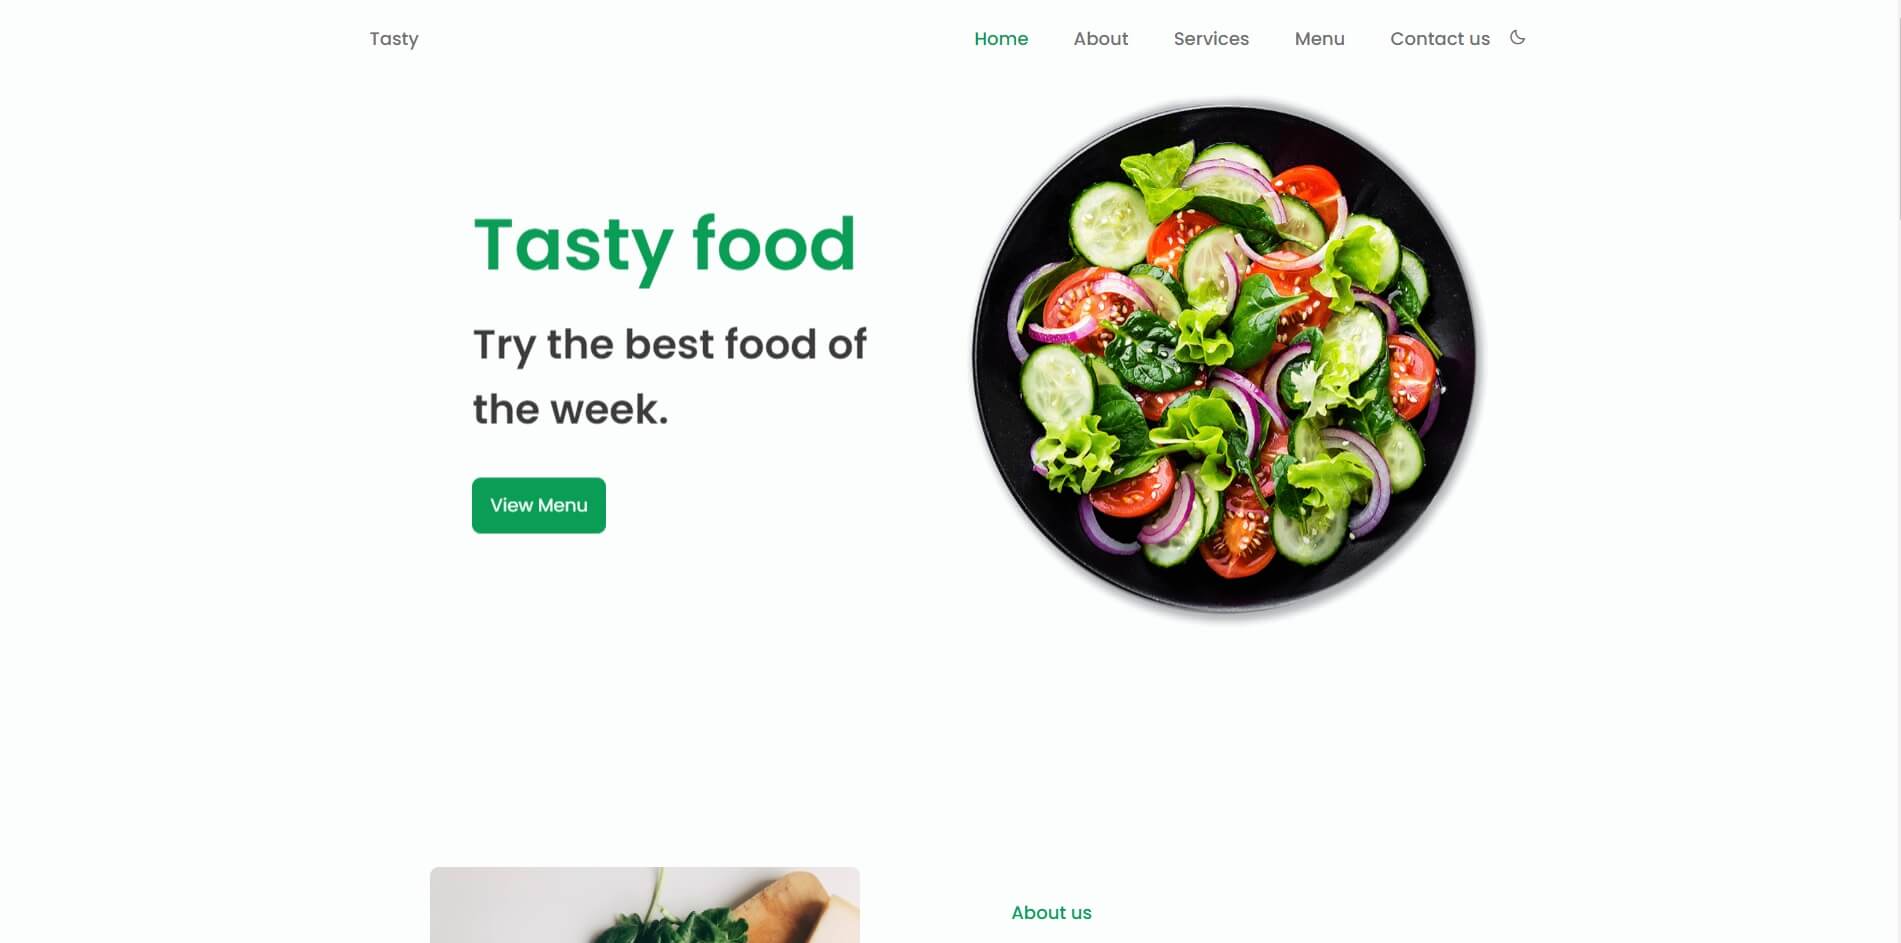 Tasty
Home About Services Menu Contact us
Tasty food
Try the best food of
the week.
View Menu
About us